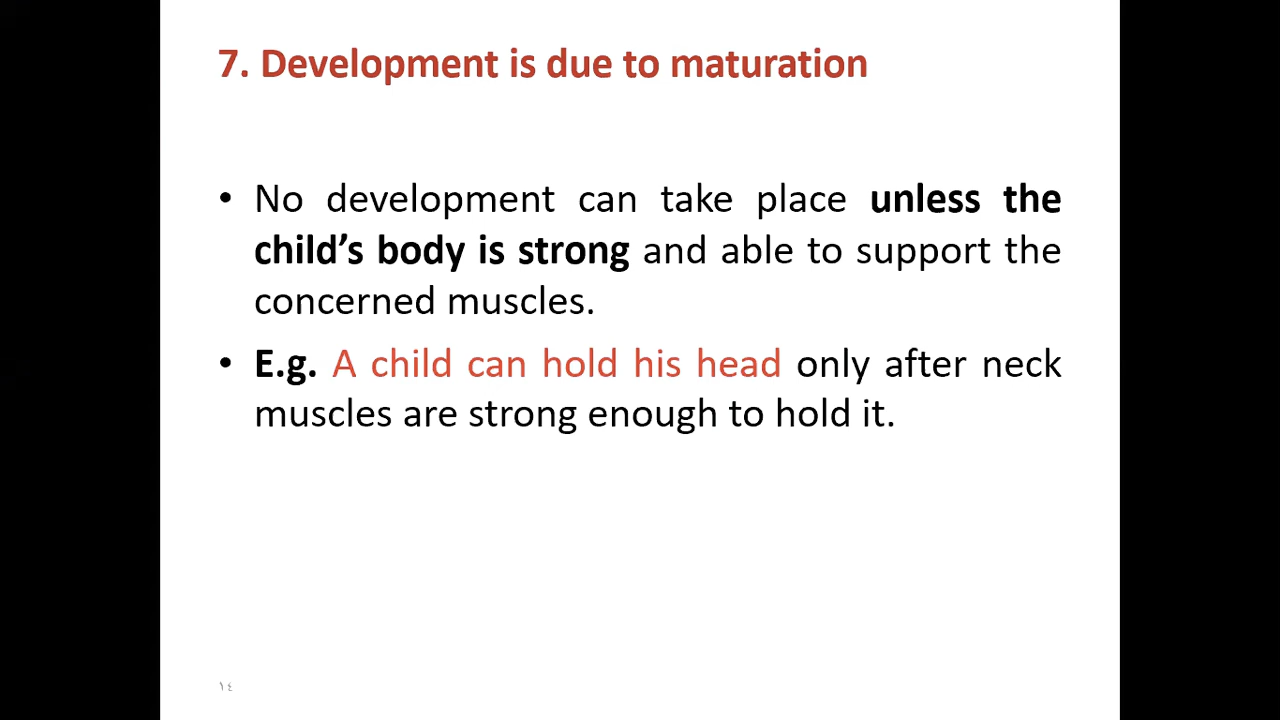 7. Development is due to maturation
• No development can take place unless the
child’s body is strong and able to support the
concerned muscles.
• E.g. A child can hold his head only after neck
muscles are strong enough to hold it.
١٤